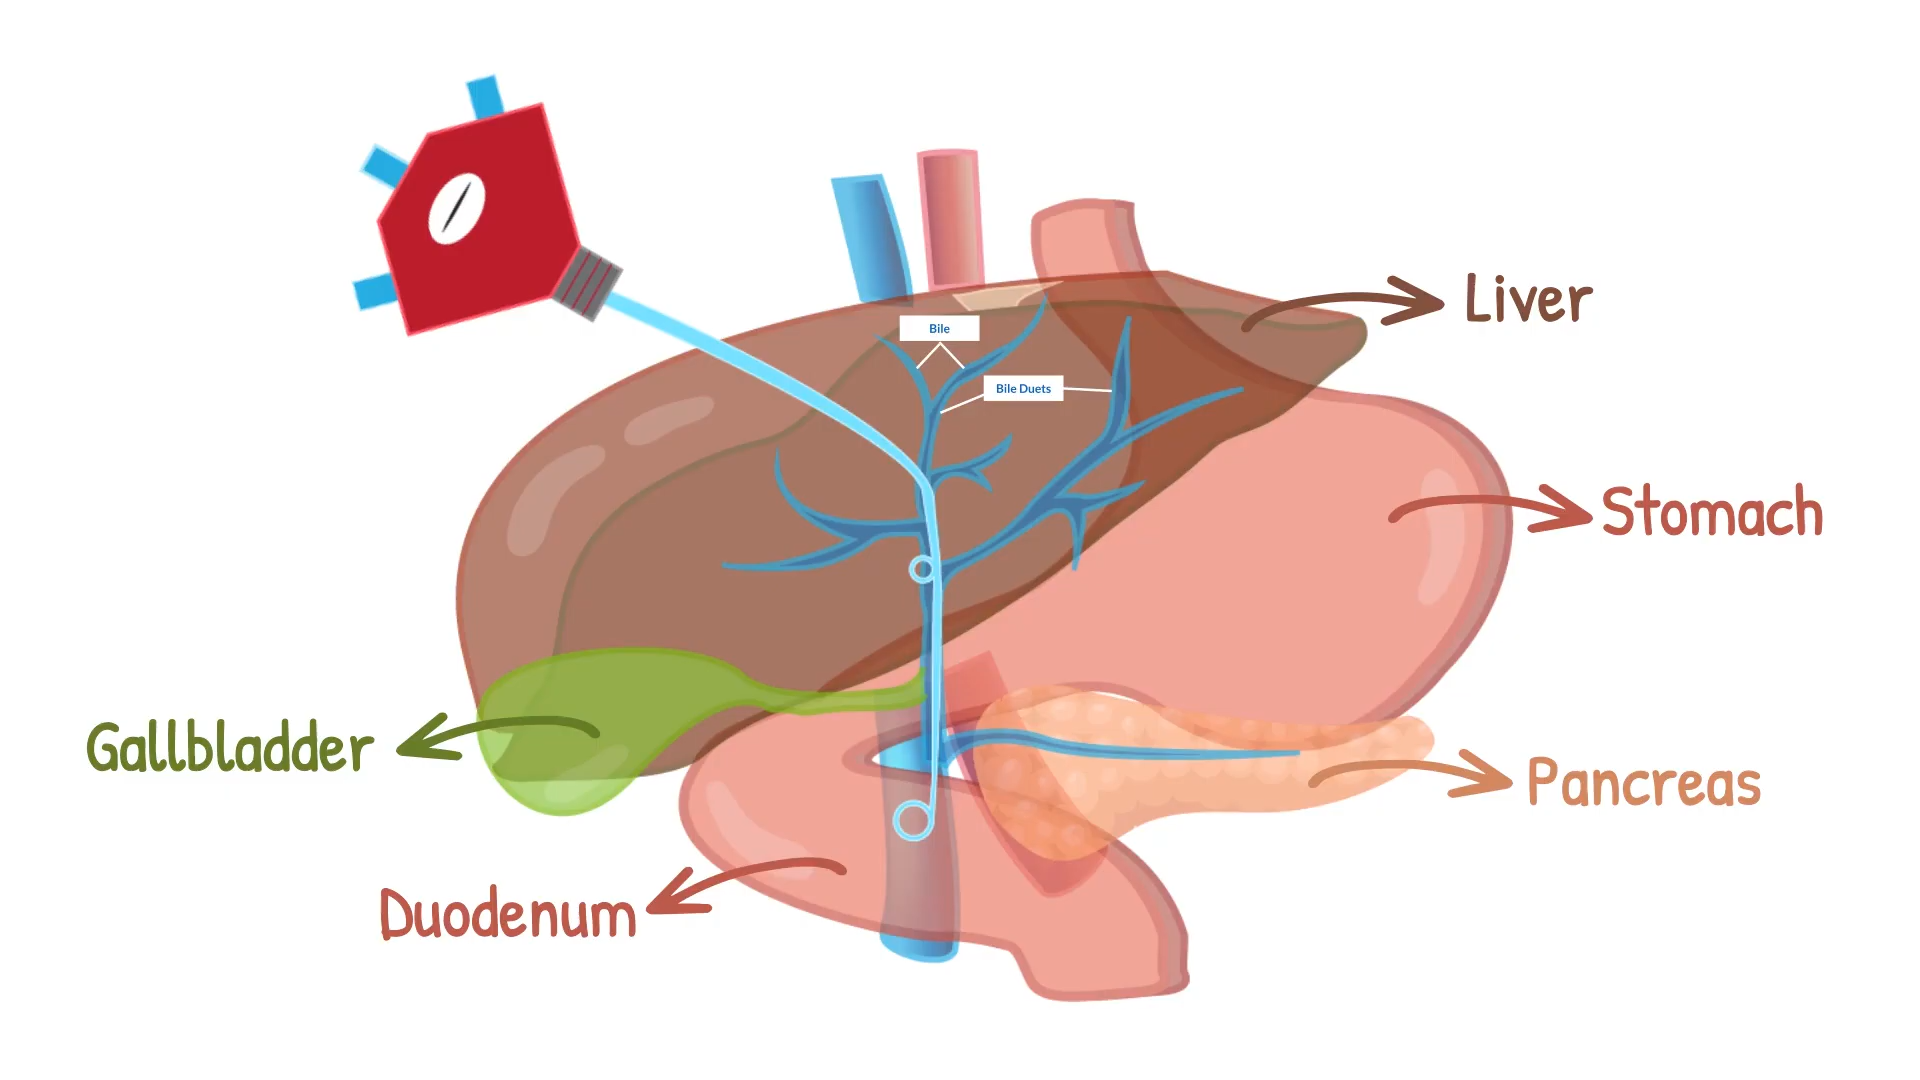 Bile
Liver
Bile Duets
Stomach
Gallbladder
Pancreas
Duodenum